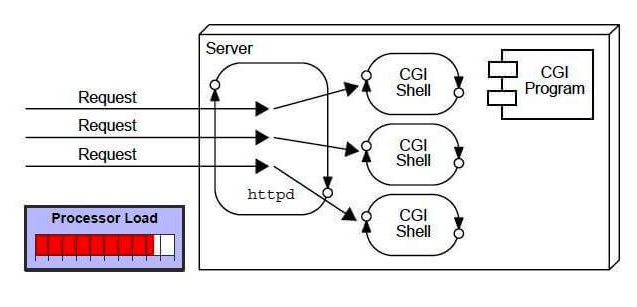 Server
CGI
Shell
CGI
Program
Request
Request
CGI
Shell
Request
httpd
CGI
Shell
Processor Load